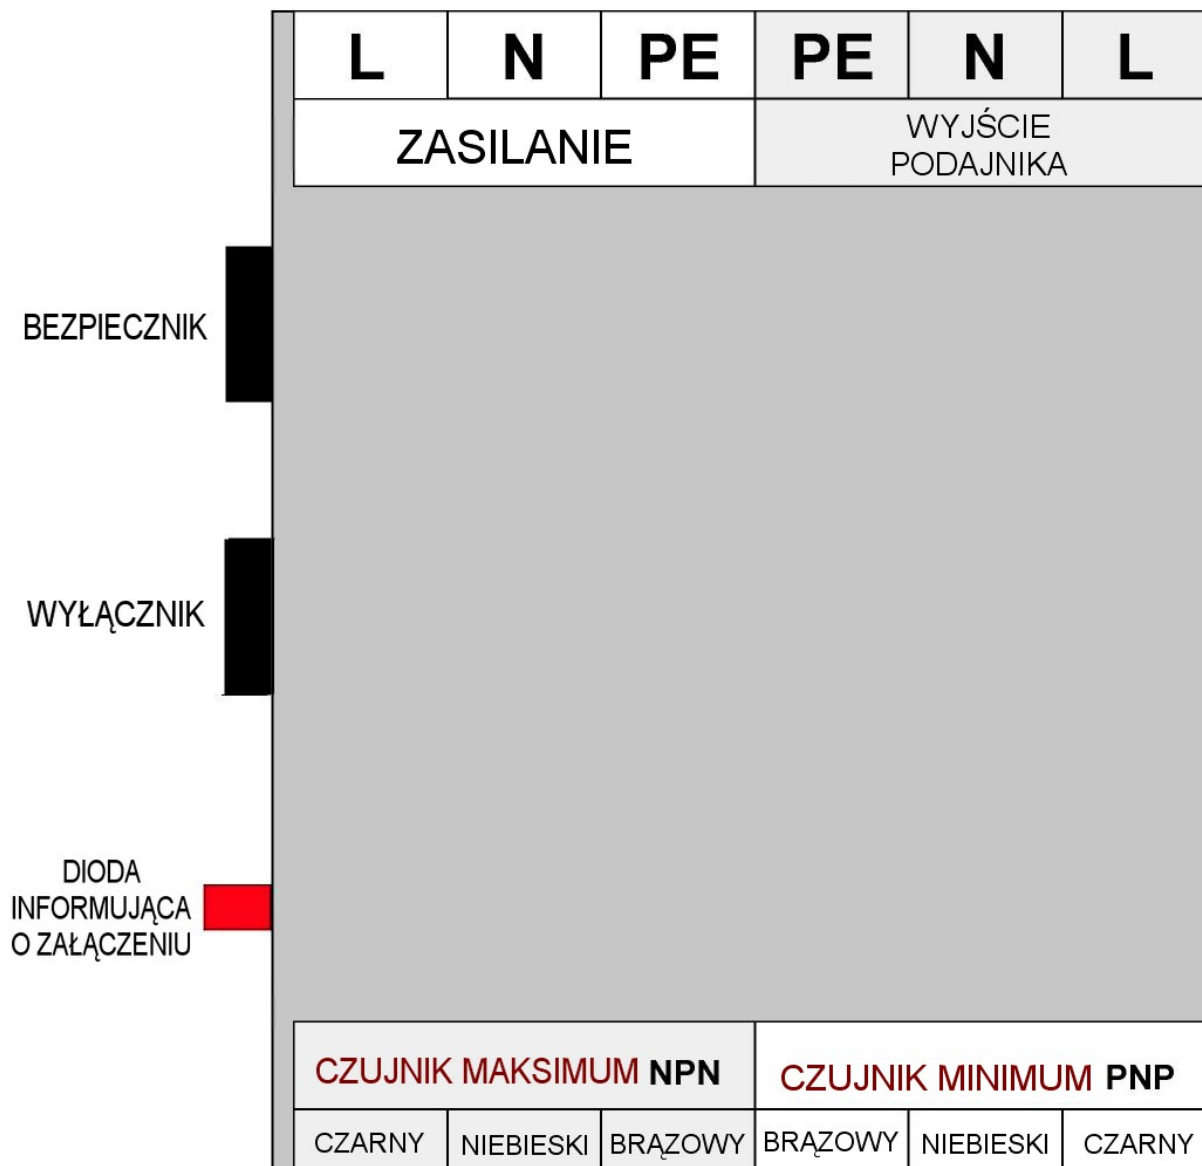 L N PE PE N L
ZASILANIE
WYJŚCIE
PODAJNIKA
BEZPIECZNIK
WYŁĄCZNIK
DIODA
INFORMUJĄCA
O ZAŁĄCZENIU
CZUJNIK MAKSIMUM NPN
CZUJNIK MINIMUM PNP
CZARNY NIEBIESKI BRĄZOWY BRĄZOWY NIEBIESKI CZARNY